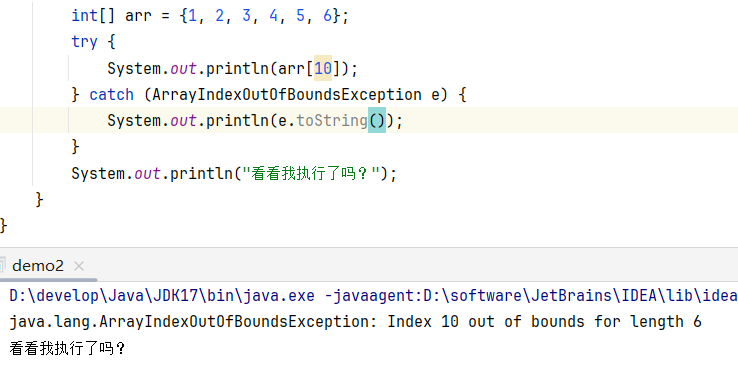 int[] arr = {1, 2, 3, 4, 5, 6};
try {
System.out.println(arr[10]);
} catch (ArrayIndexOutOfBoundsException e) {
System.out.println(e.toString());
}
System.out.println("看看我执行了吗？");
}
}
demo2 ×
D:\develop\Java\JDK17\bin\java.exe -javaagent:D:\software\JetBrains\IDEA\lib\idea
java.lang.ArrayIndexOutOfBoundsException: Index 10 out of bounds for length 6
看看我执行了吗？